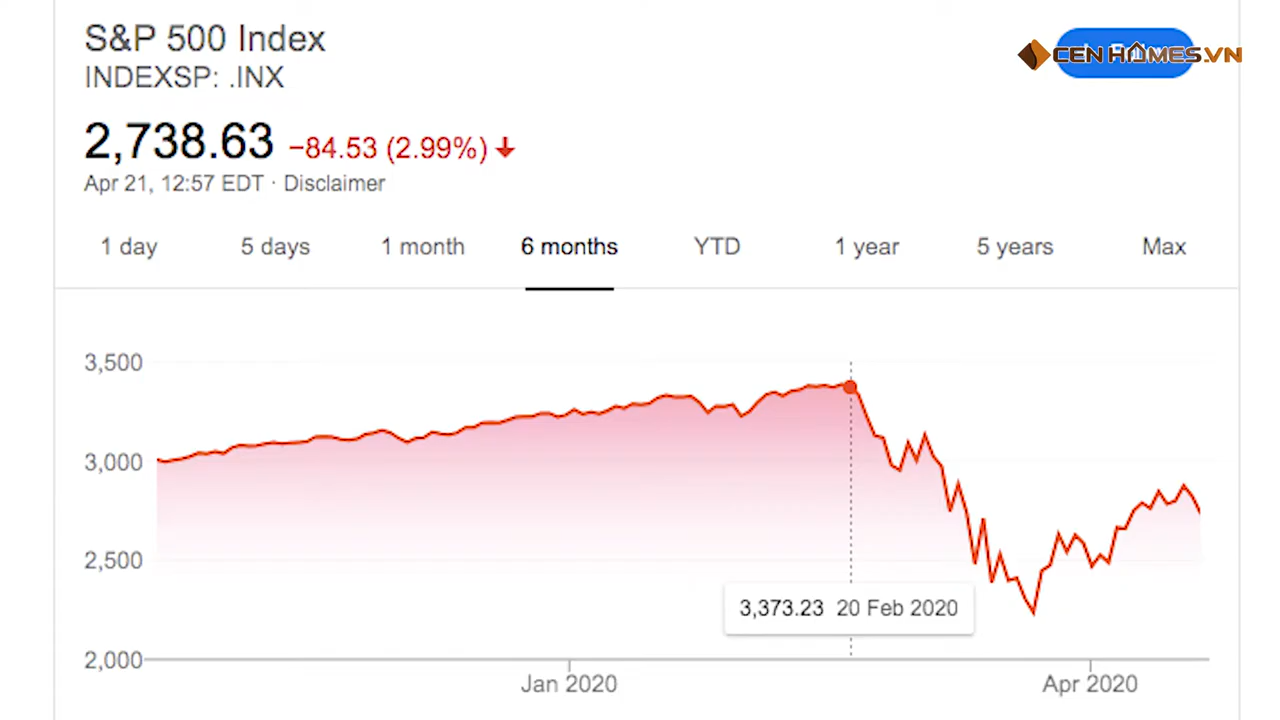 S&P 500 Index
CEN HOMES.VN
INDEXSP: .INX
2,738.63 −84.53 (2.99%) ↓
Apr 21, 12:57 EDT · Disclaimer
1 day 5 days 1 month 6 months YTD 1 year 5 years Max
3,500
3,000
2,500
3,373.23 20 Feb 2020
2,000
Jan 2020 Apr 2020